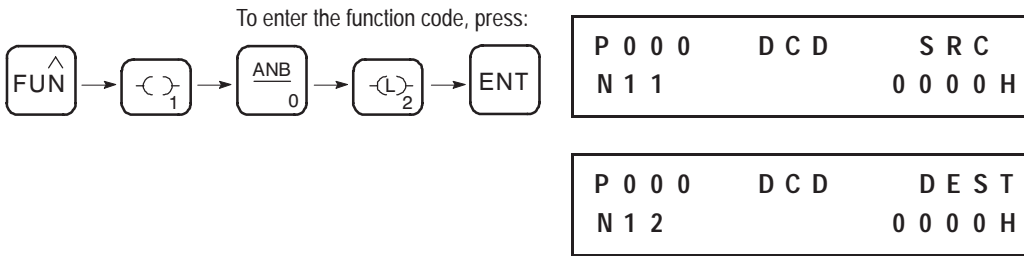 To enter the function code, press:
FUN
1
ANB
0
(L)
2
ENT
P000 DCD SRC
N11 0000H
P000 DCD DEST
N12 0000H